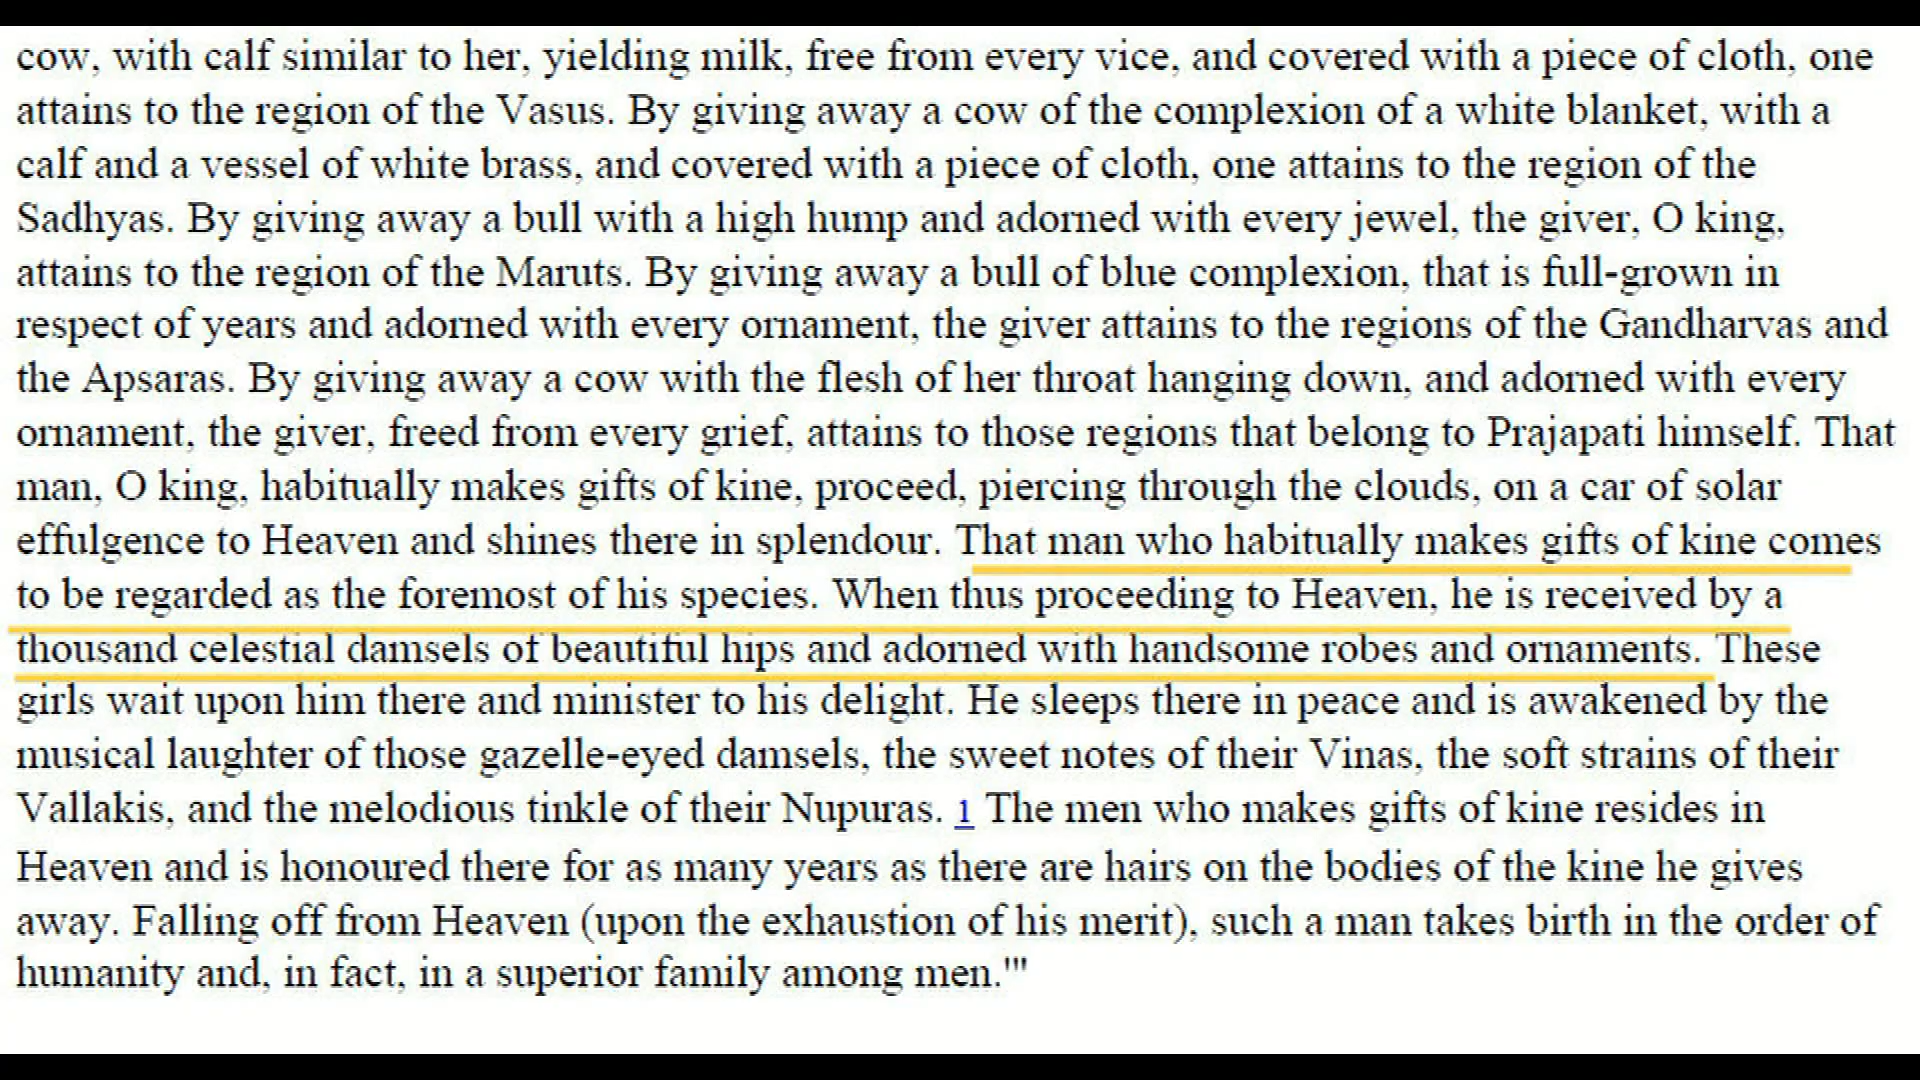 cow, with calf similar to her, yielding milk, free from every vice, and covered with a piece of cloth, one
attains to the region of the Vasus. By giving away a cow of the complexion of a white blanket, with a
calf and a vessel of white brass, and covered with a piece of cloth, one attains to the region of the
Sadhyas. By giving away a bull with a high hump and adorned with every jewel, the giver, O king,
attains to the region of the Maruts. By giving away a bull of blue complexion, that is full-grown in
respect of years and adorned with every ornament, the giver attains to the regions of the Gandharvas and
the Apsaras. By giving away a cow with the flesh of her throat hanging down, and adorned with every
ornament, the giver, freed from every grief, attains to those regions that belong to Prajapati himself. That
man, O king, habitually makes gifts of kine, proceed, piercing through the clouds, on a car of solar
effulgence to Heaven and shines there in splendour. That man who habitually makes gifts of kine comes
to be regarded as the foremost of his species. When thus proceeding to Heaven, he is received by a
thousand celestial damsels of beautiful hips and adorned with handsome robes and ornaments. These
girls wait upon him there and minister to his delight. He sleeps there in peace and is awakened by the
musical laughter of those gazelle-eyed damsels, the sweet notes of their Vinas, the soft strains of their
Vallakis, and the melodious tinkle of their Nupuras. 1 The men who makes gifts of kine resides in
Heaven and is honoured there for as many years as there are hairs on the bodies of the kine he gives
away. Falling off from Heaven (upon the exhaustion of his merit), such a man takes birth in the order of
humanity and, in fact, in a superior family among men.'"